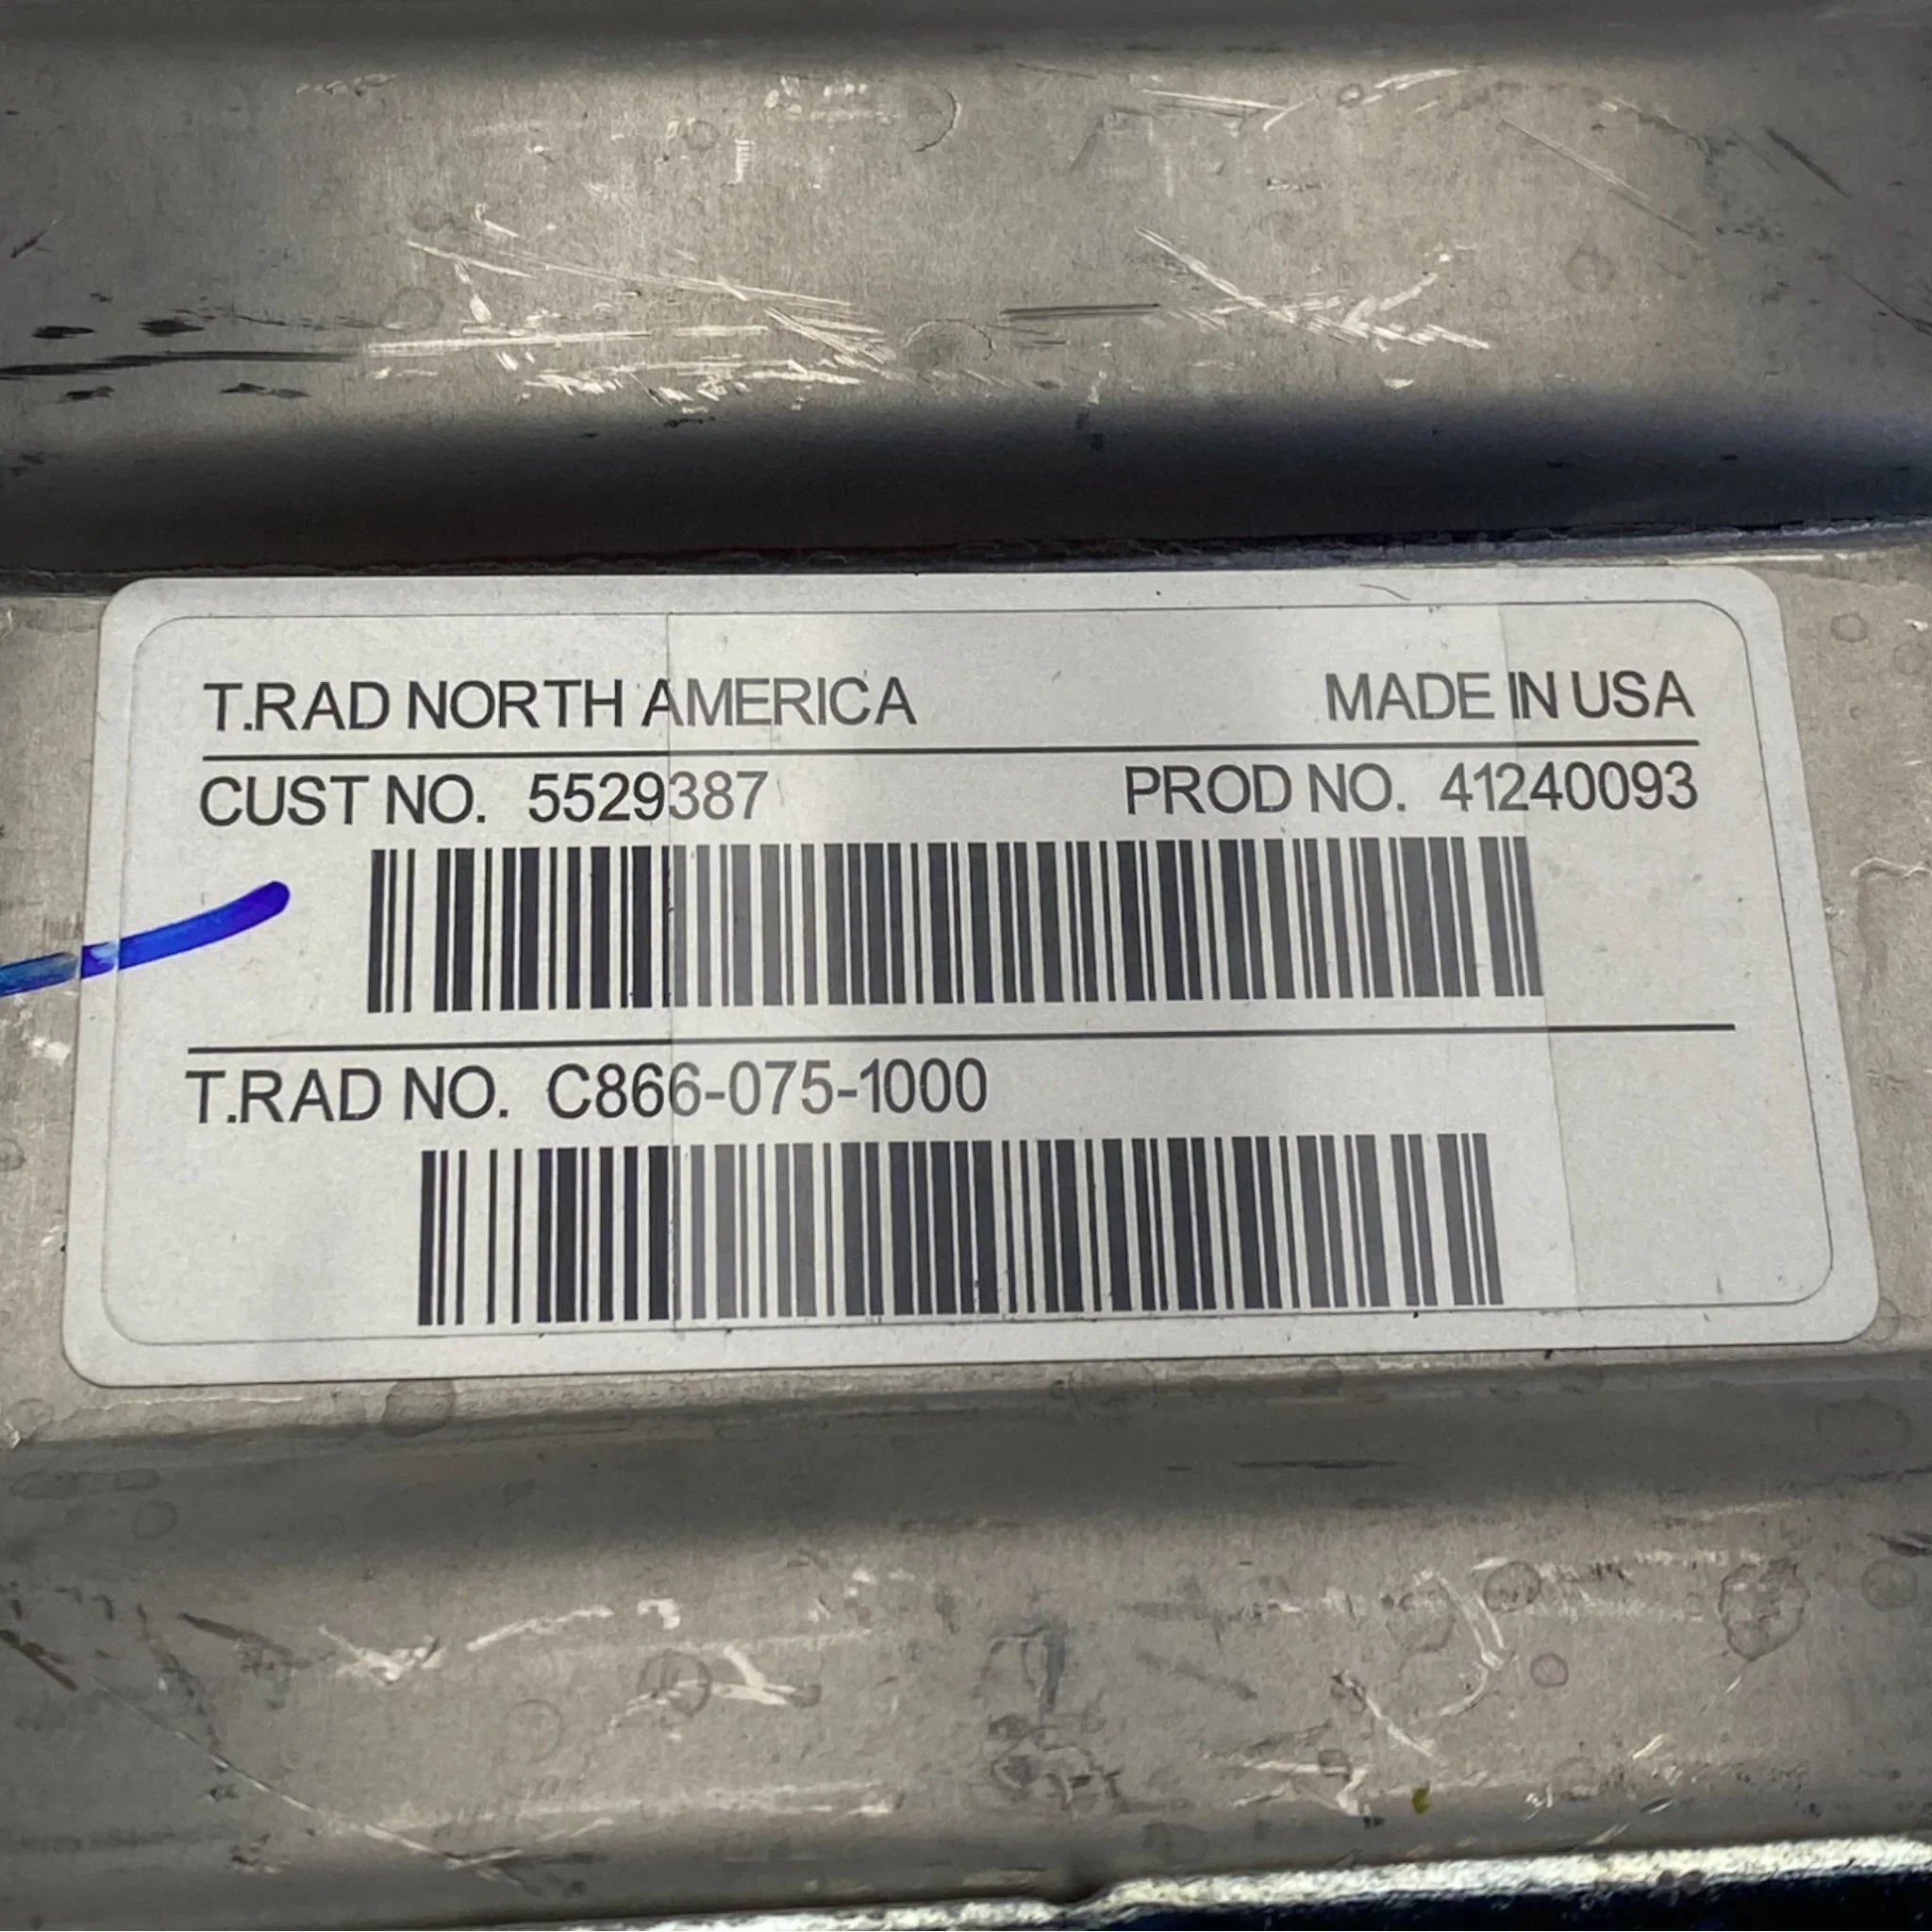 T.RAD NORTH AMERICA MADE IN USA
CUST NO. 5529387 PROD NO. 41240093
T.RAD NO. C866-075-1000